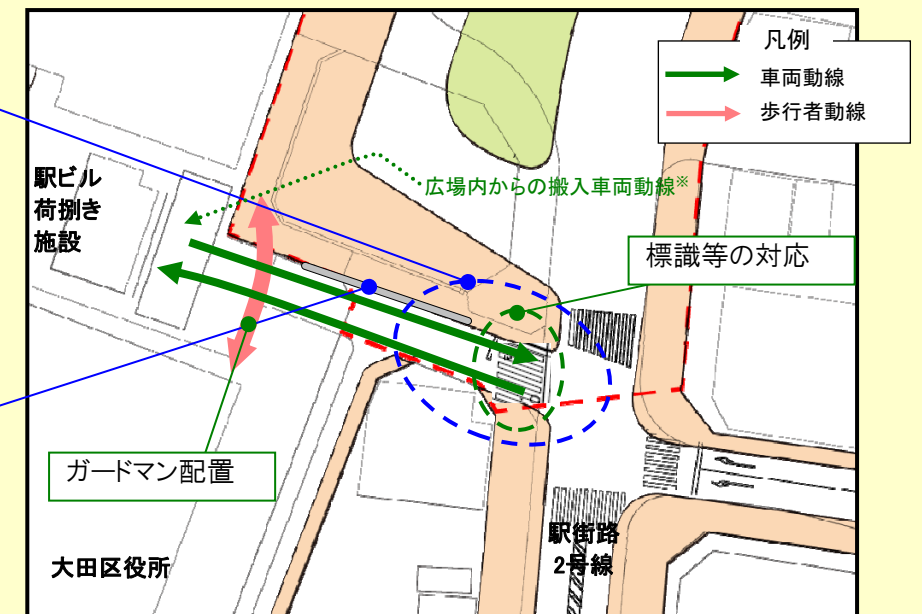 凡例
車両動線
歩行者動線
駅ビル
荷捌き
施設
広場内からの搬入車両動線※
標識等の対応
ガードマン配置
駅街路
2号線
大田区役所